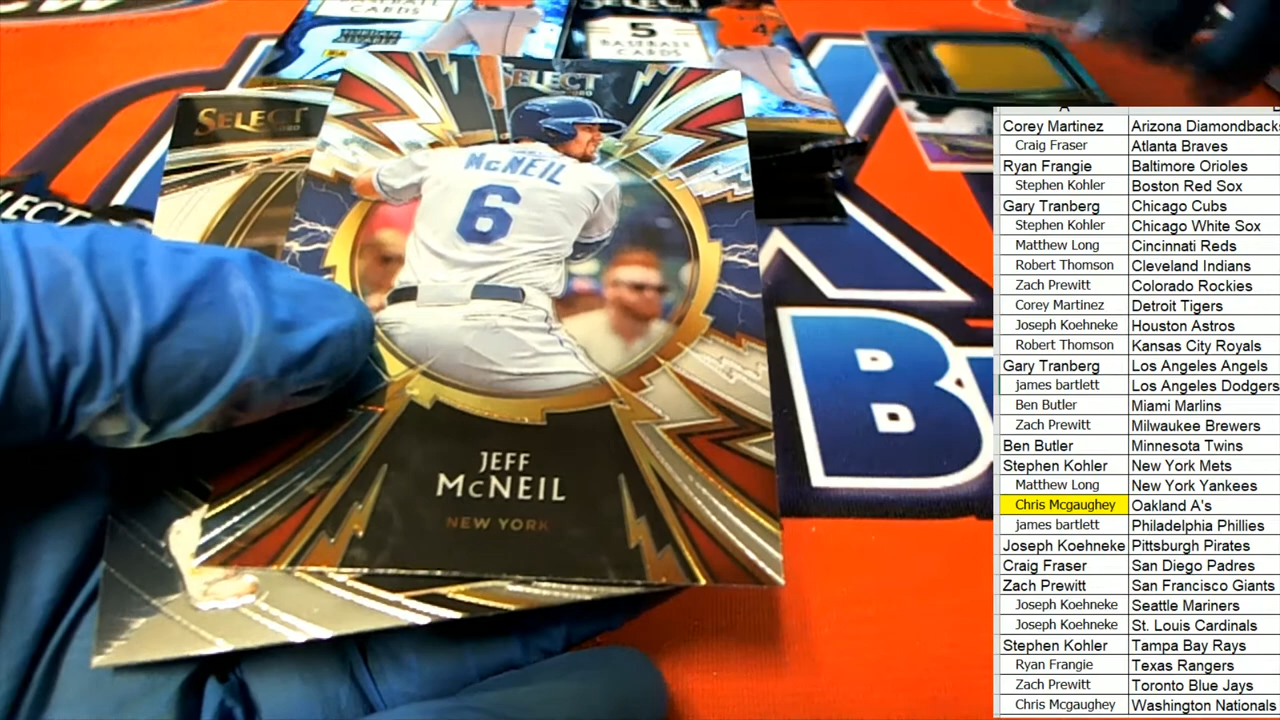 BASEBALL
CARDS
5
BASEBALL
CARDS
4
SELECT
SELECT
McNEIL
6
JEFF
McNEIL
NEW YORK
B
A
Corey Martinez Arizona Diamondback
Craig Fraser Atlanta Braves
Ryan Frangie Baltimore Orioles
Stephen Kohler Boston Red Sox
Gary Tranberg Chicago Cubs
Stephen Kohler Chicago White Sox
Matthew Long Cincinnati Reds
Robert Thomson Cleveland Indians
Zach Prewitt Colorado Rockies
Corey Martinez Detroit Tigers
Joseph Koehneke Houston Astros
Robert Thomson Kansas City Royals
Gary Tranberg Los Angeles Angels
james bartlett Los Angeles Dodgers
Ben Butler Miami Marlins
Zach Prewitt Milwaukee Brewers
Ben Butler Minnesota Twins
Stephen Kohler New York Mets
Matthew Long New York Yankees
Chris Mcgaughey Oakland A's
james bartlett Philadelphia Phillies
Joseph Koehneke Pittsburgh Pirates
Craig Fraser San Diego Padres
Zach Prewitt San Francisco Giants
Joseph Koehneke Seattle Mariners
Joseph Koehneke St. Louis Cardinals
Stephen Kohler Tampa Bay Rays
Ryan Frangie Texas Rangers
Zach Prewitt Toronto Blue Jays
Chris Mcgaughey Washington Nationals